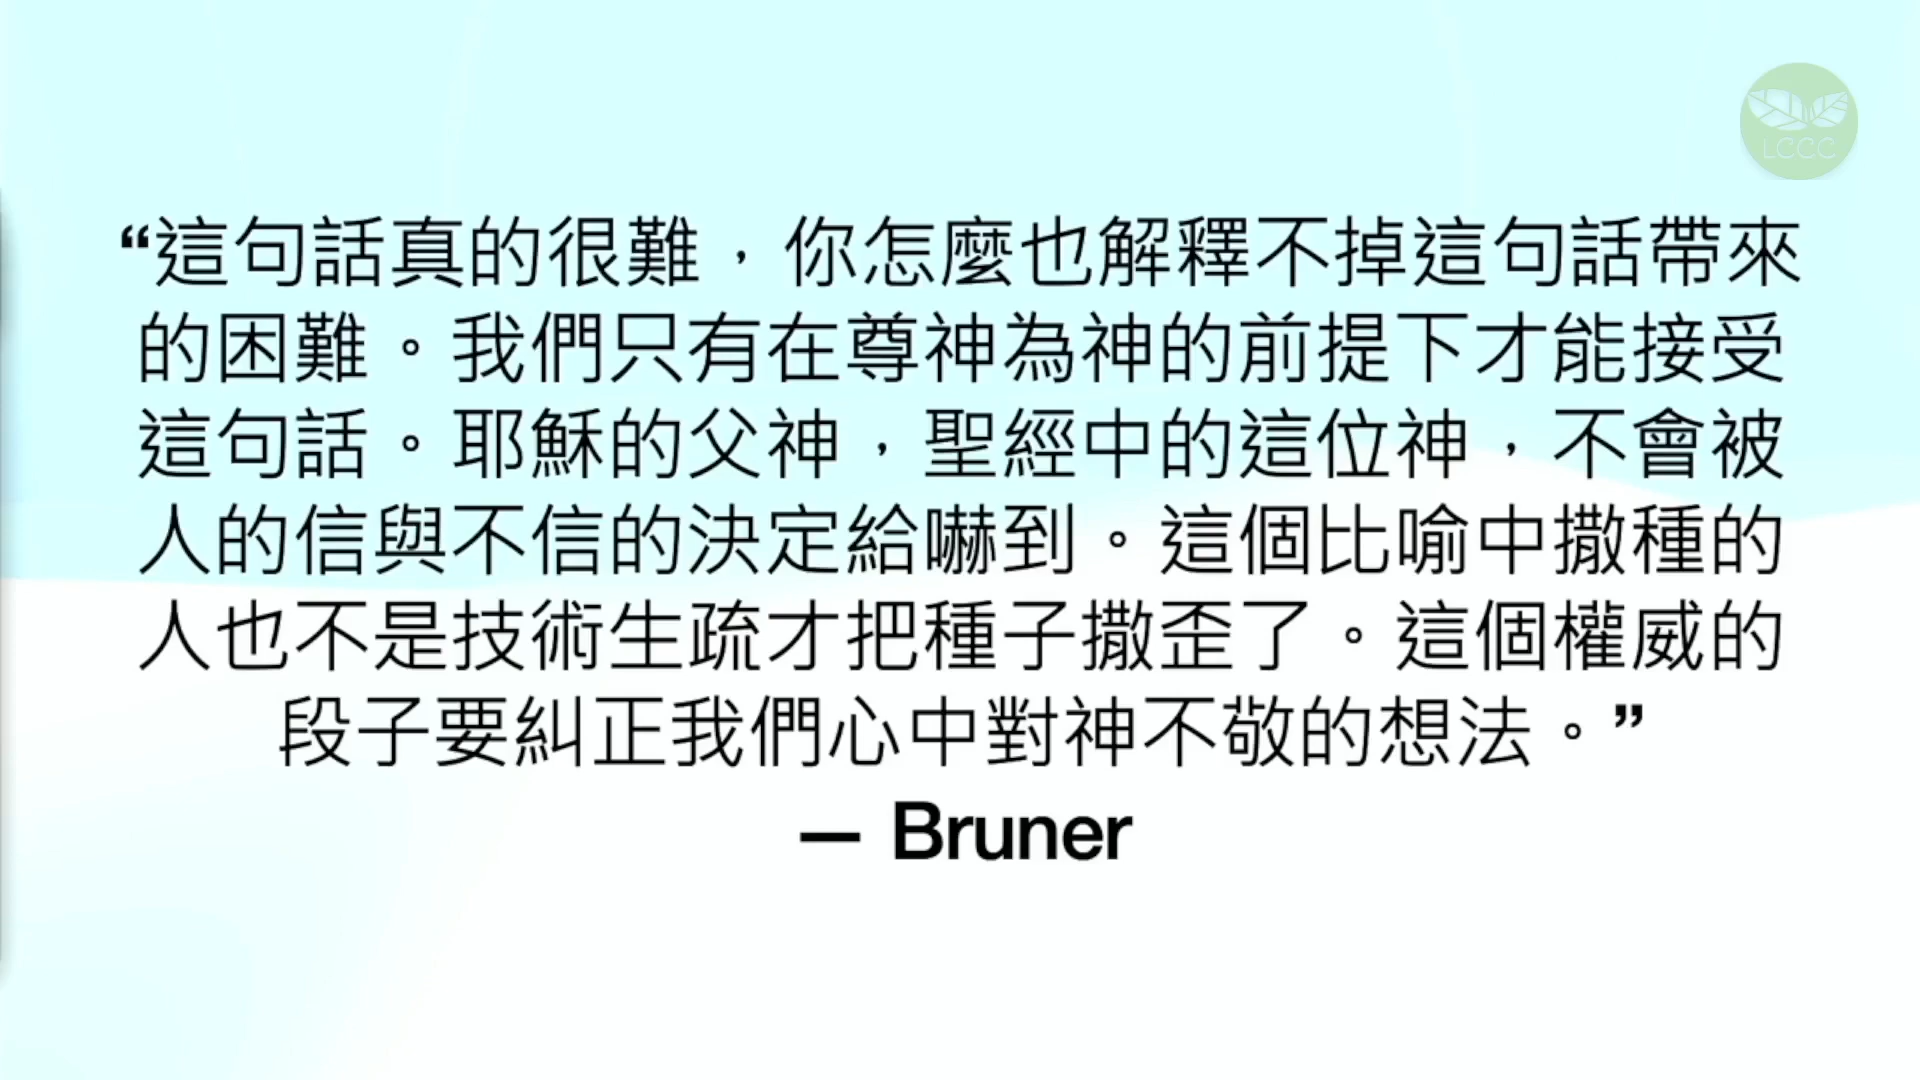 LCCC
“這句話真的很難，你怎麼也解釋不掉這句話帶來
的困難。我們只有在尊神為神的前提下才能接受
這句話。耶穌的父神，聖經中的這位神，不會被
人的信與不信的決定給嚇到。這個比喻中撒種的
人也不是技術生疏才把種子撒歪了。這個權威的
段子要糾正我們心中對神不敬的想法。”
— Bruner